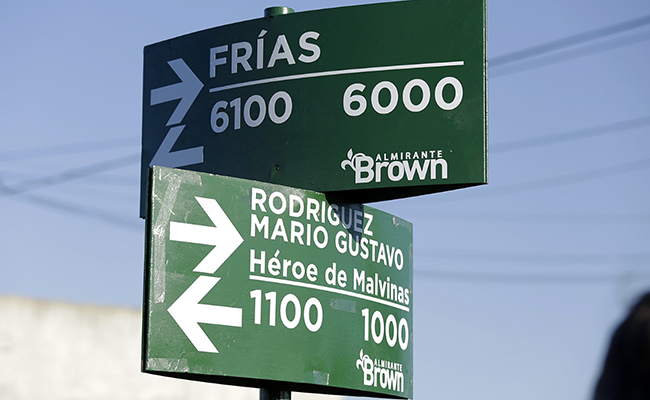 FRÍAS
6100 6000
ALMIRANTE
Brown
RODRIGUEZ
MARIO GUSTAVO
Héroe de Malvinas
1100 1000
ALMIRANTE
Brown